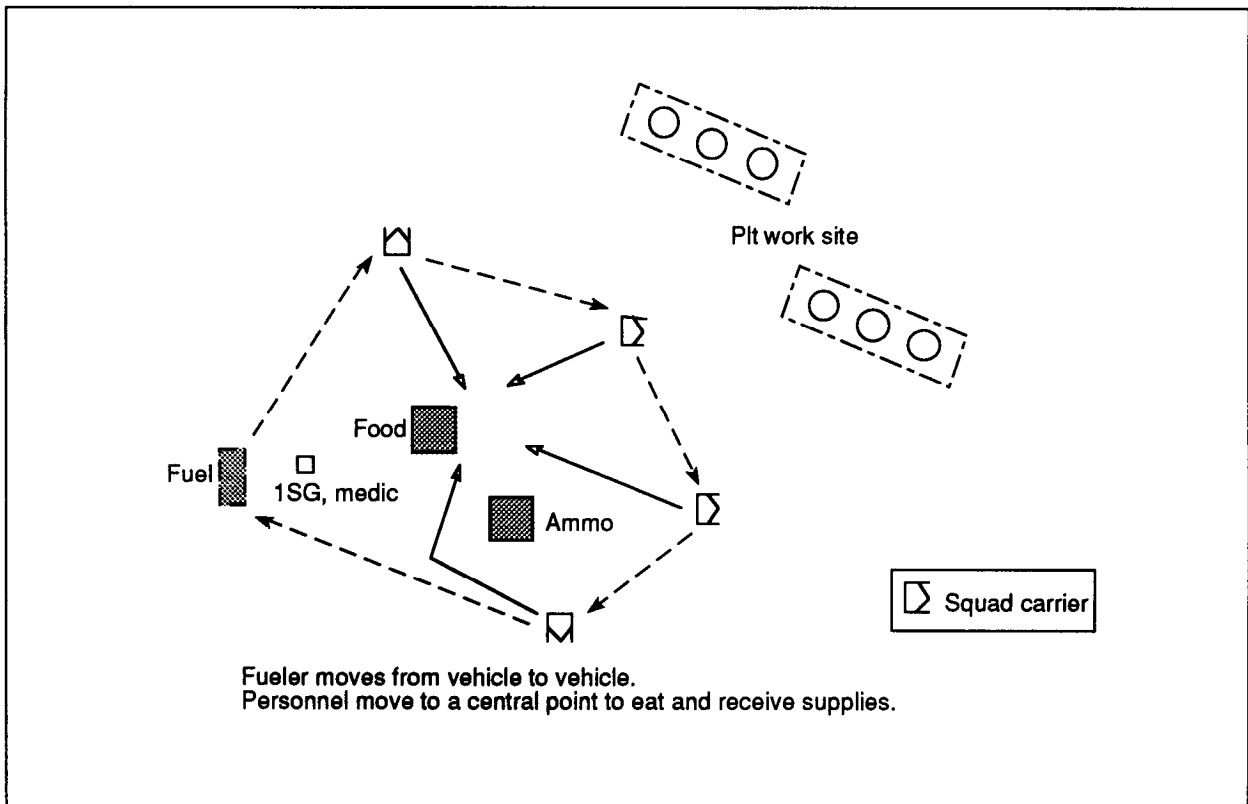 Plt work site
Food
Fuel
1SG, medic
Ammo
Squad carrier
Fueler moves from vehicle to vehicle.
Personnel move to a central point to eat and receive supplies.